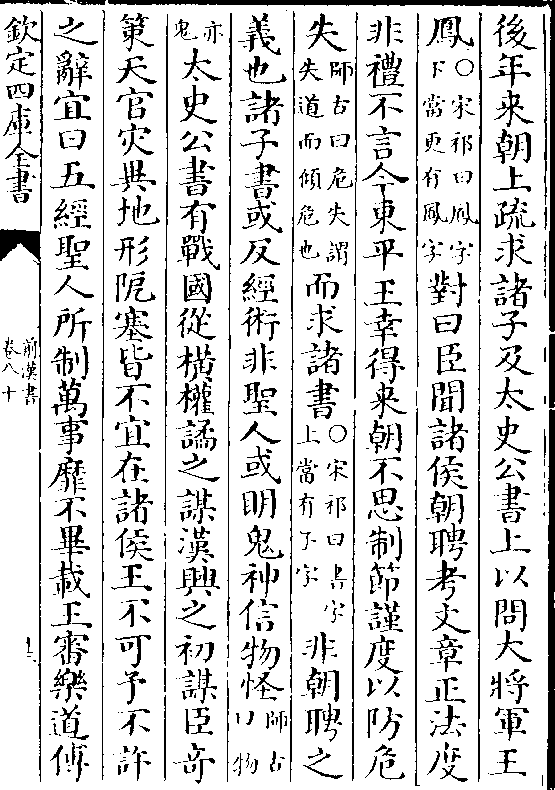 後年来朝上疏求諸子及太史公書上以問大將軍王
鳳〇宋祁曰鳳字下當更有鳳字對曰臣聞諸侯朝聘考文章正法度
非禮不言今東平王幸得来朝不思制節謹度以防危
失師古曰危失謂失道而傾危也而求諸書〇宋祁曰書字上當有子字非朝聘之
義也諸子書或反經術非聖人或明鬼神信物怪師古曰物
亦鬼太史公書有戰國從横權譎之謀漢興之初謀臣奇
策天官灾異地形阨塞皆不宜在諸侯王不可予不許
之辭宜曰五經聖人所制萬事靡不畢載王審樂道傅
欽定四庫全書
前漢書
卷八十